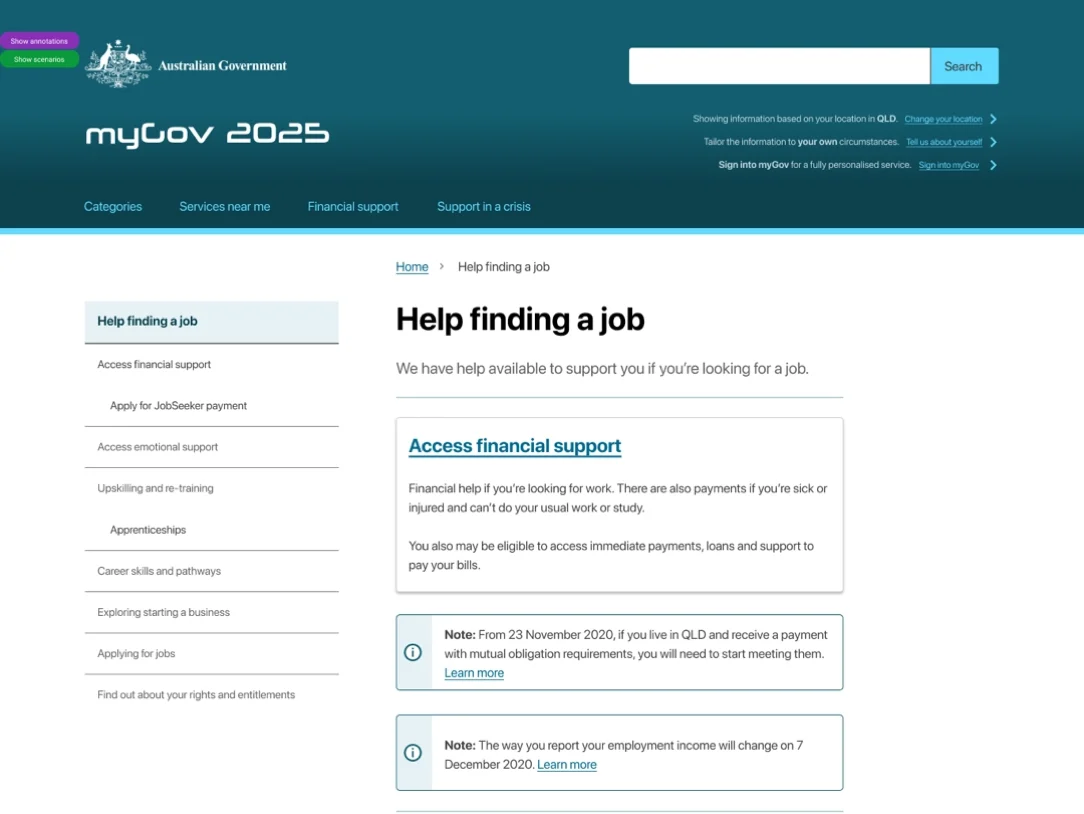 Show annotations
Show scenarios
Australian Government
Search
myGov 2025
Showing information based on your location in QLD. Change your location
Tailor the information to your own circumstances. Tell us about yourself
Sign into myGov for a fully personalised service. Sign into myGov
Categories
Services near me
Financial support
Support in a crisis
Home
Help finding a job
Help finding a job
Access financial support
Apply for JobSeeker payment
Access emotional support
Upskilling and re-training
Apprenticeships
Career skills and pathways
Exploring starting a business
Applying for jobs
Find out about your rights and entitlements
Help finding a job
We have help available to support you if you’re looking for a job.
Access financial support
Financial help if you’re looking for work. There are also payments if you’re sick or
injured and can’t do your usual work or study.
You also may be eligible to access immediate payments, loans and support to
pay your bills.
Note: From 23 November 2020, if you live in QLD and receive a payment
with mutual obligation requirements, you will need to start meeting them.
Learn more
Note: The way you report your employment income will change on 7
December 2020. Learn more